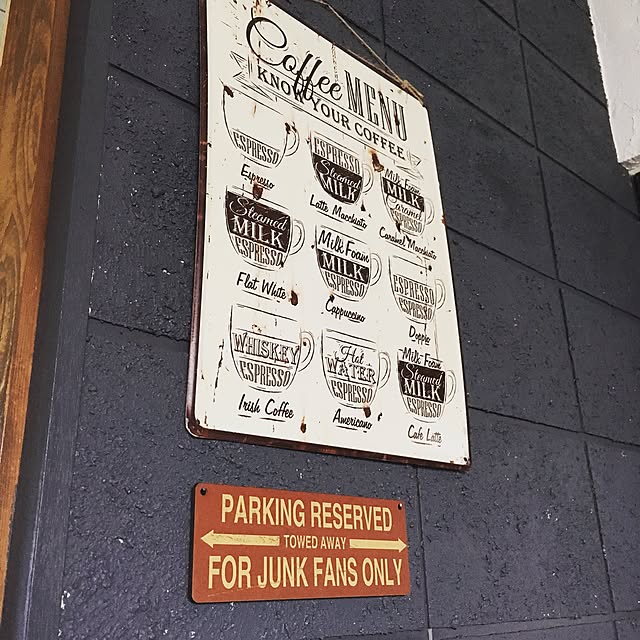 Coffee MENU
KNOW YOUR COFFEE
ESPRESSO
Espresso
ESPRESSO
Steamed
MILK
Latte Macchiato
Milk Foam
MILK
Caramel
ESPRESSO
Caramel Macchiato
Steamed
MILK
ESPRESSO
Flat White
Milk Foam
MILK
ESPRESSO
Cappuccino
ESPRESSO
ESPRESSO
Doppio
WHISKEY
ESPRESSO
Irish Coffee
Hot
WATER
ESPRESSO
Americano
Milk Foam
Steamed
MILK
ESPRESSO
Cafe Latte
PARKING RESERVED
TOWED AWAY
FOR JUNK FANS ONLY